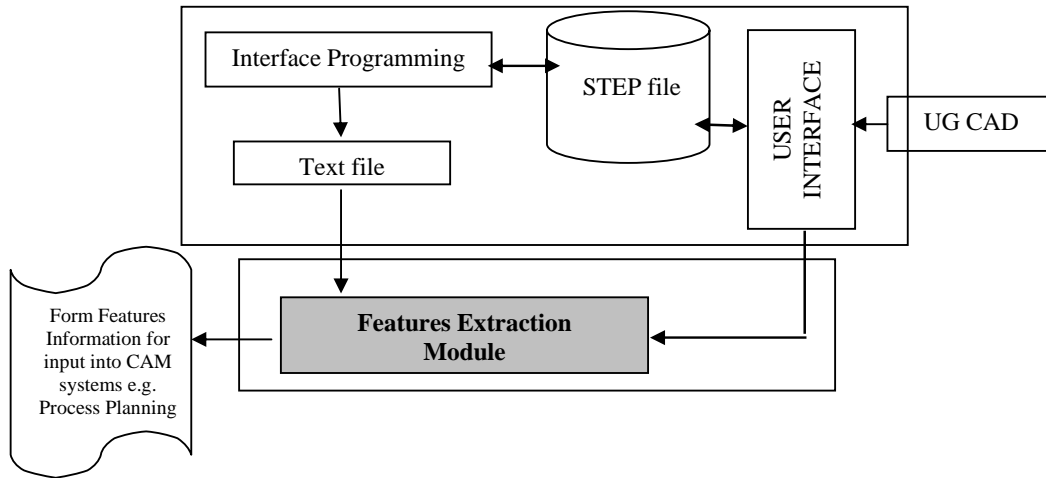 Interface Programming
STEP file
USER
INTERFACE
UG CAD
Text file
Features Extraction
Module
Form Features
Information for
input into CAM
systems e.g.
Process Planning